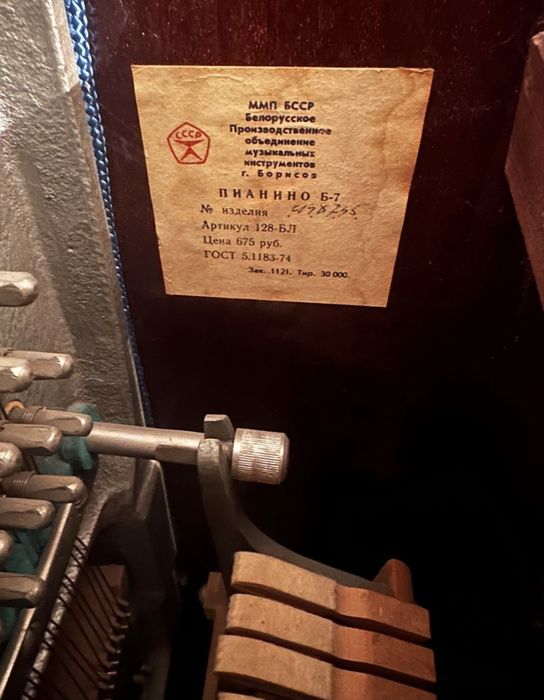 СССР
ММП БССР
Белорусское
Производственное
объединение
музыкальных
инструментов
г. Борисов
ПИАНИНО Б-7
№ изделия
Артикул 128-БЛ
Цена 675 руб.
ГОСТ 5.1183-74
Зак. 1121. Тир. 30 000.